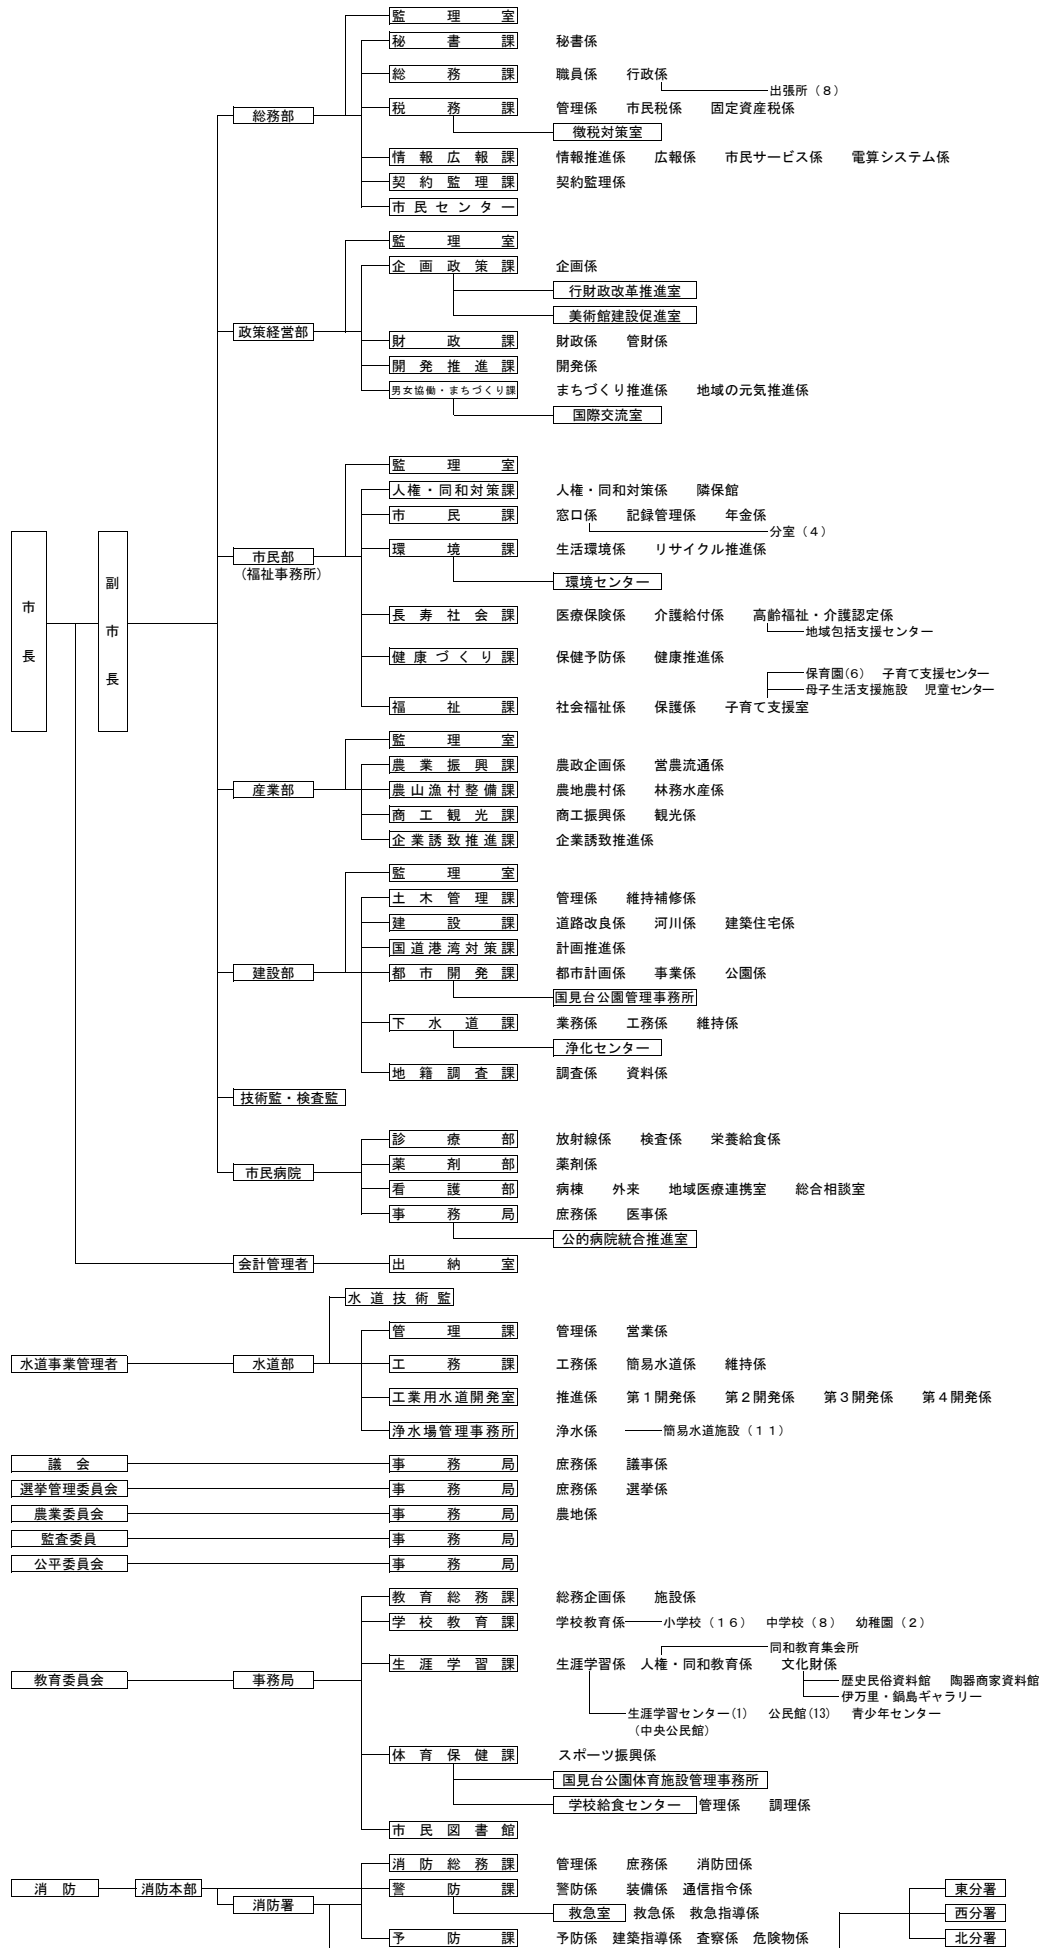 監理室
秘書課 秘書係
総務課 職員係 行政係
出張所（８）
総務部 税務課 管理係 市民税係 固定資産税係
徴税対策室
情報広報課 情報推進係 広報係 市民サービス係 電算システム係
契約監理課 契約監理係
市民センター
監理室
企画政策課 企画係
行財政改革推進室
美術館建設促進室
政策経営部
財政課 財政係 管財係
開発推進課 開発係
男女協働・まちづくり課 まちづくり推進係 地域の元気推進係
国際交流室
監理室
人権・同和対策課 人権・同和対策係 隣保館
市民課 窓口係 記録管理係 年金係
分室（４）
市民部 環境課 生活環境係 リサイクル推進係
（福祉事務所）
環境センター
市長 副市長
長寿社会課 医療保険係 介護給付係 高齢福祉・介護認定係
地域包括支援センター
健康づくり課 保健予防係 健康推進係
保育園(６) 子育て支援センター
母子生活支援施設 児童センター
福祉課 社会福祉係 保護係 子育て支援室
監理室
農業振興課 農政企画係 営農流通係
産業部 農山漁村整備課 農地農村係 林務水産係
商工観光課 商工振興係 観光係
企業誘致推進課 企業誘致推進係
監理室
土木管理課 管理係 維持補修係
建設課 道路改良係 河川係 建築住宅係
国道港湾対策課 計画推進係
建設部 都市開発課 都市計画係 事業係 公園係
国見台公園管理事務所
下水道課 業務係 工務係 維持係
浄化センター
地籍調査課 調査係 資料係
技術監・検査監
診療部 放射線係 検査係 栄養給食係
市民病院 薬剤部 薬剤係
看護部 病棟 外来 地域医療連携室 総合相談室
事務局 庶務係 医事係
公的病院統合推進室
会計管理者 出納室
水道技術監
管理課 管理係 営業係
水道事業管理者 水道部 工務課 工務係 簡易水道係 維持係
工業用水道開発室 推進係 第１開発係 第２開発係 第３開発係 第４開発係
浄水場管理事務所 浄水係 簡易水道施設（１１）
議会 事務局 庶務係 議事係
選挙管理委員会 事務局 庶務係 選挙係
農業委員会 事務局 農地係
監査委員 事務局
公平委員会 事務局
教育総務課 総務企画係 施設係
学校教育課 学校教育係 小学校（１６） 中学校（８） 幼稚園（２）
同和教育集会所
生涯学習課 生涯学習係 人権・同和教育係 文化財係
教育委員会 事務局
歴史民俗資料館 陶器商家資料館
伊万里・鍋島ギャラリー
生涯学習センター(1) 公民館(13) 青少年センター
（中央公民館）
体育保健課 スポーツ振興係
国見台公園体育施設管理事務所
学校給食センター 管理係 調理係
市民図書館
消防総務課 管理係 庶務係 消防団係
消防 消防本部 警防課 警防係 装備係 通信指令係 東分署
消防署 救急室 救急係 救急指導係 西分署
予防課 予防係 建築指導係 査察係 危険物係 北分署